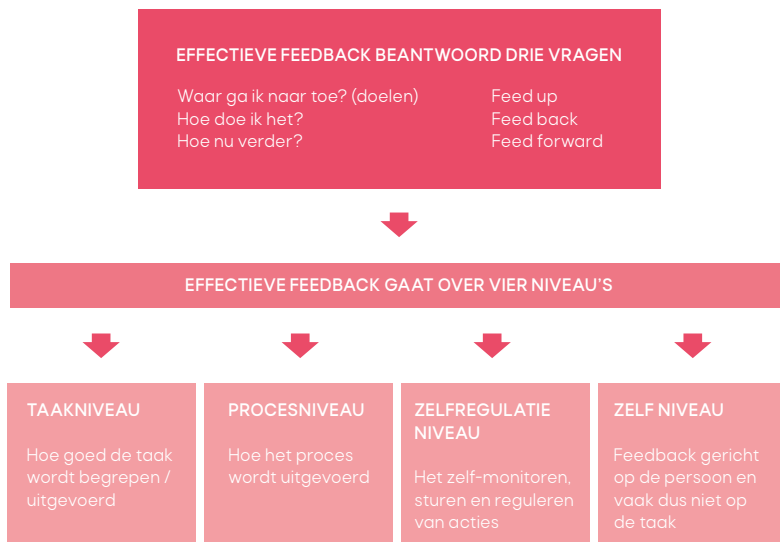 EFFECTIEVE FEEDBACK BEANTWOORD DRIE VRAGEN
Waar ga ik naar toe? (doelen) Feed up
Hoe doe ik het? Feed back
Hoe nu verder? Feed forward
EFFECTIEVE FEEDBACK GAAT OVER VIER NIVEAU'S
TAAKNIVEAU
Hoe goed de taak
wordt begrepen /
uitgevoerd
PROCESNIVEAU
Hoe het proces
wordt uitgevoerd
ZELFREGULATIE
NIVEAU
Het zelf-monitoren,
sturen en reguleren
van acties
ZELF NIVEAU
Feedback gericht
op de persoon en
vaak dus niet op
de taak